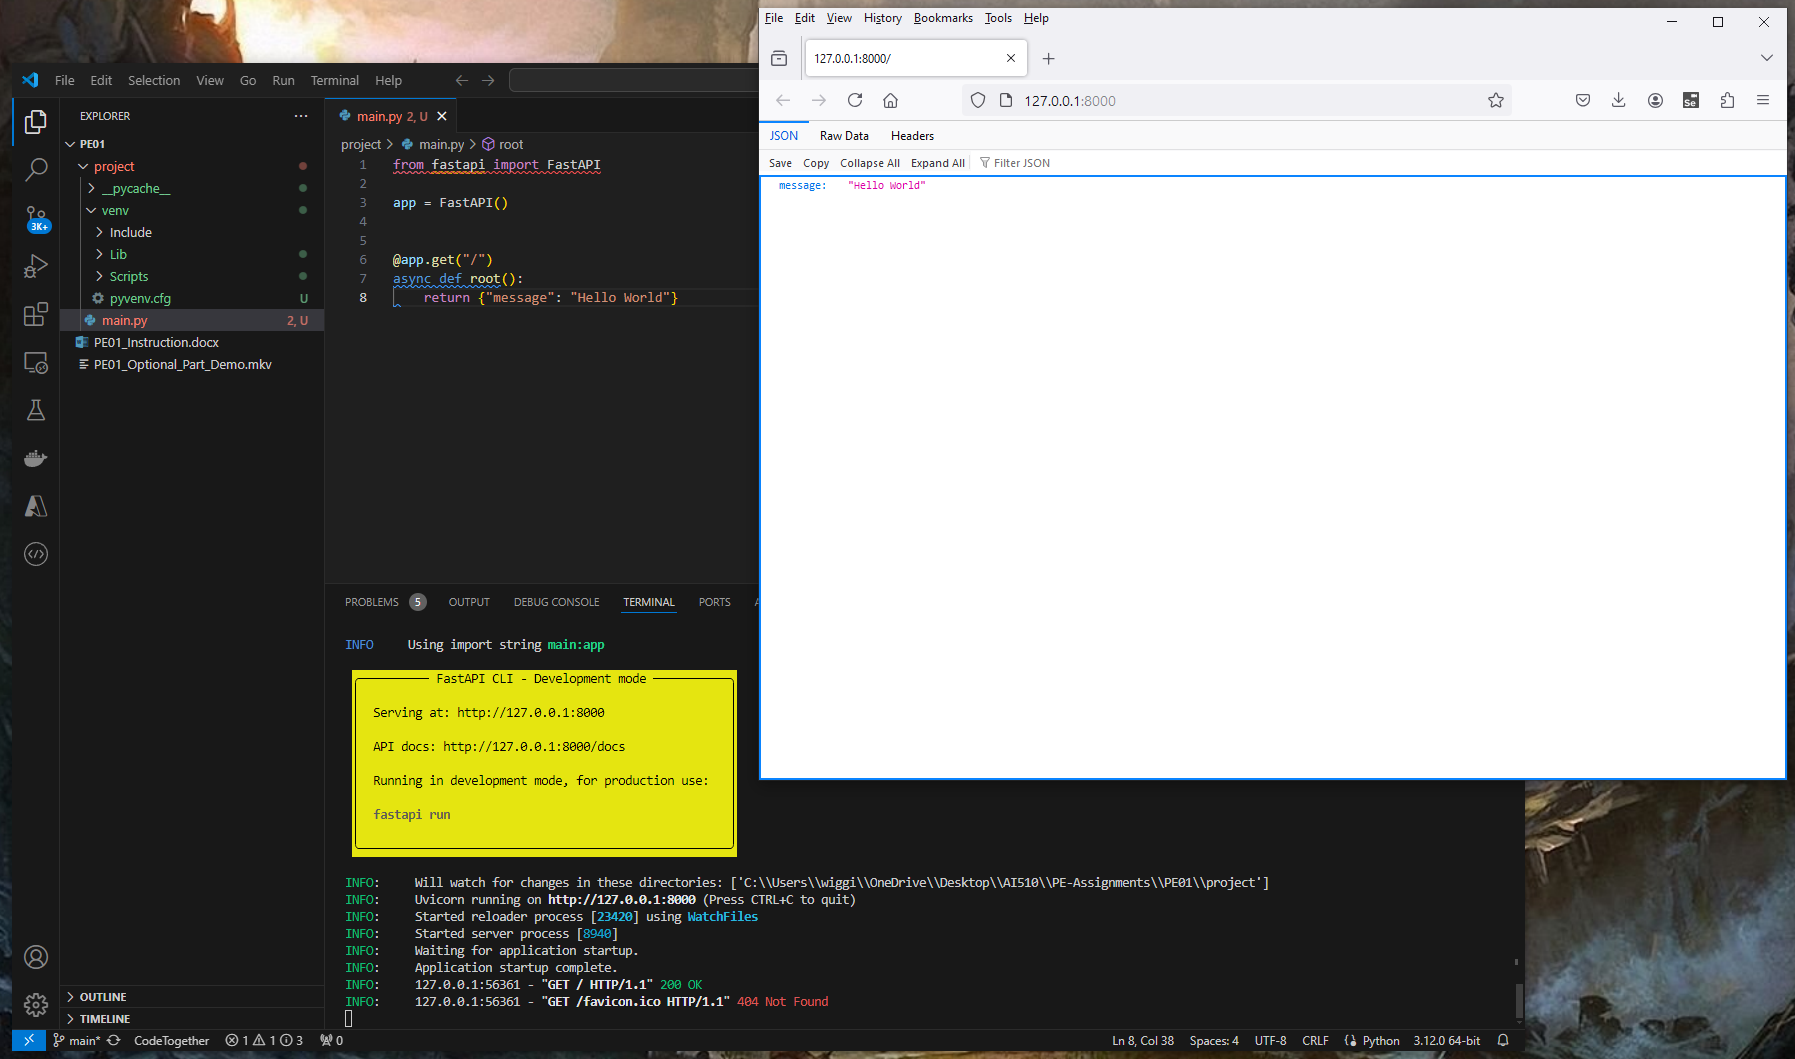 File Edit Selection View Go Run Terminal Help
EXPLORER
PE01
project
__pycache__
venv
Include
Lib
Scripts
pyvenv.cfg U
main.py 2, U
PE01_Instruction.docx
PE01_Optional_Part_Demo.mkv
3K+
OUTLINE
TIMELINE
main.py 2, U
project > main.py > root
1 from fastapi import FastAPI
2
3 app = FastAPI()
4
5
6 @app.get("/")
7 async def root():
8 return {"message": "Hello World"}
PROBLEMS 5 OUTPUT DEBUG CONSOLE TERMINAL PORTS
INFO Using import string main:app
FastAPI CLI - Development mode
Serving at: http://127.0.0.1:8000
API docs: http://127.0.0.1:8000/docs
Running in development mode, for production use:
fastapi run
INFO: Will watch for changes in these directories: ['C:\\Users\\wiggi\\OneDrive\\Desktop\\AI510\\PE-Assignments\\PE01\\project']
INFO: Uvicorn running on http://127.0.0.1:8000 (Press CTRL+C to quit)
INFO: Started reloader process [23420] using WatchFiles
INFO: Started server process [8940]
INFO: Waiting for application startup.
INFO: Application startup complete.
INFO: 127.0.0.1:56361 - "GET / HTTP/1.1" 200 OK
INFO: 127.0.0.1:56361 - "GET /favicon.ico HTTP/1.1" 404 Not Found
main* CodeTogether 1 1 3 0 Ln 8, Col 38 Spaces: 4 UTF-8 CRLF Python 3.12.0 64-bit
File Edit View History Bookmarks Tools Help
127.0.0.1:8000/
127.0.0.1:8000
Se
JSON Raw Data Headers
Save Copy Collapse All Expand All Filter JSON
message: "Hello World"